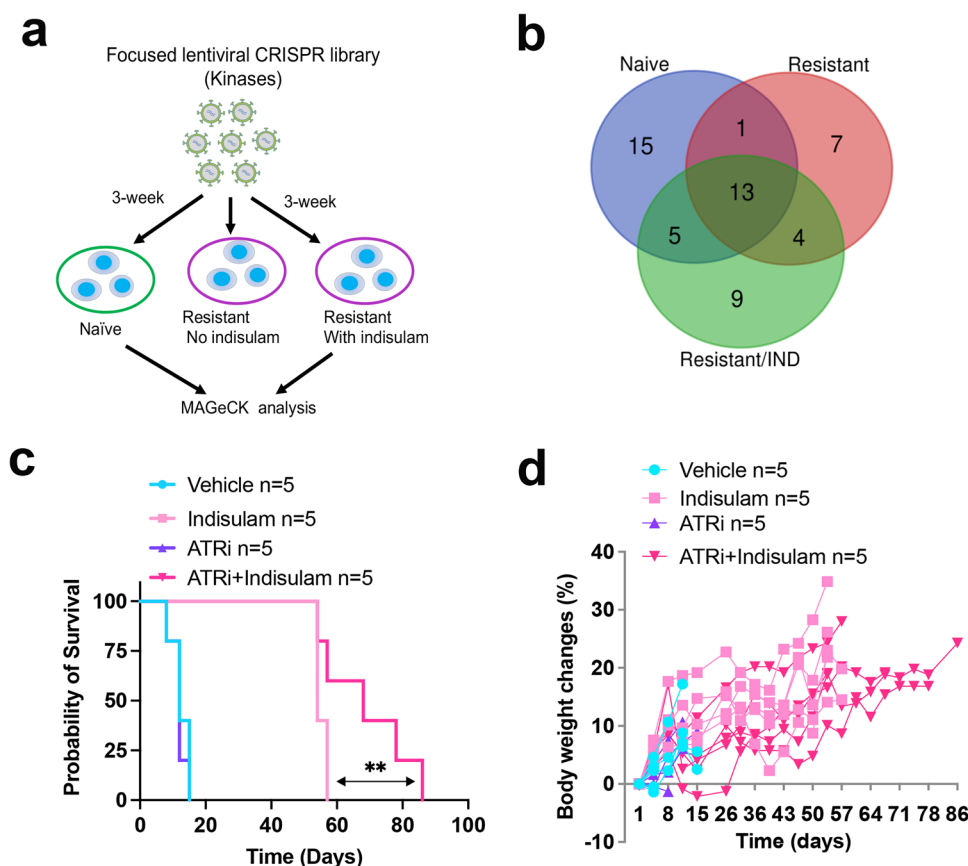 a
Focused lentiviral CRISPR library
(Kinases)
3-week
3-week
Naïve
Resistant
No indisulam
Resistant
With indisulam
MAGeCK analysis
b
Naive
Resistant
15
1
7
13
5
4
9
Resistant/IND
c
Vehicle n=5
Indisulam n=5
ATRi n=5
ATRi+Indisulam n=5
Probability of Survival
100
75
50
25
0
**
0 20 40 60 80 100
Time (Days)
d
Vehicle n=5
Indisulam n=5
ATRi n=5
ATRi+Indisulam n=5
Body weight changes (%)
40
30
20
10
0
-10
1 8 15 26 36 43 50 57 64 71 78 86
Time (days)